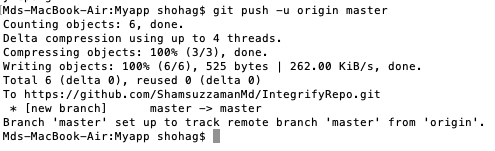 Mds-MacBook-Air:Myapp shohag$ git push -u origin master
Counting objects: 6, done.
Delta compression using up to 4 threads.
Compressing objects: 100% (3/3), done.
Writing objects: 100% (6/6), 525 bytes | 262.00 KiB/s, done.
Total 6 (delta 0), reused 0 (delta 0)
To https://github.com/ShamsuzzamanMd/IntegrifyRepo.git
 * [new branch]      master -> master
Branch 'master' set up to track remote branch 'master' from 'origin'.
Mds-MacBook-Air:Myapp shohag$